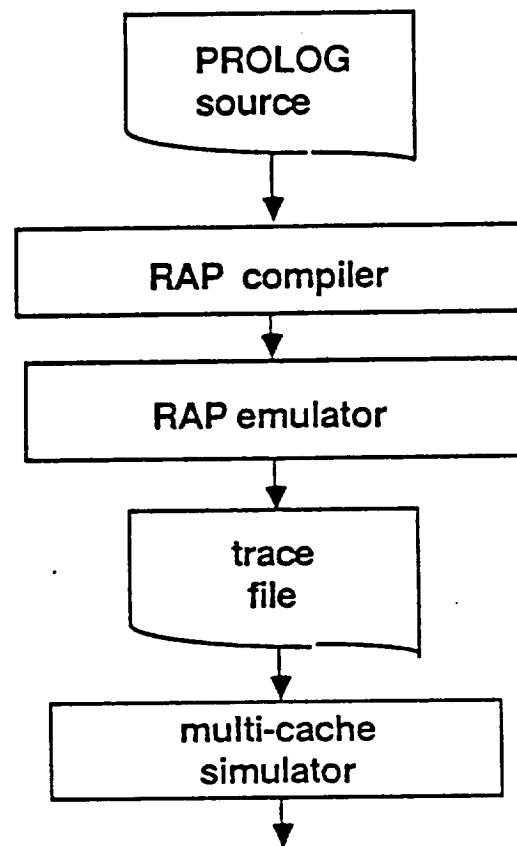 PROLOG
source
RAP compiler
RAP emulator
trace
file
multi-cache
simulator